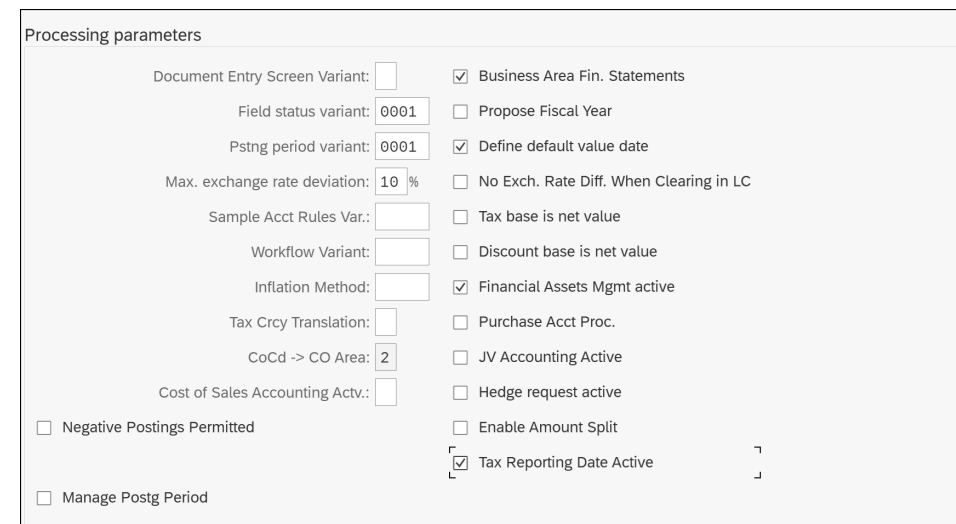 Processing parameters
Document Entry Screen Variant: Business Area Fin. Statements
Field status variant: 0001 Propose Fiscal Year
Pstng period variant: 0001 Define default value date
Max. exchange rate deviation: 10 % No Exch. Rate Diff. When Clearing in LC
Sample Acct Rules Var.: Tax base is net value
Workflow Variant: Discount base is net value
Inflation Method: Financial Assets Mgmt active
Tax Crcy Translation: Purchase Acct Proc.
CoCd -> CO Area: 2 JV Accounting Active
Cost of Sales Accounting Actv.: Hedge request active
Negative Postings Permitted Enable Amount Split
Tax Reporting Date Active
Manage Postg Period